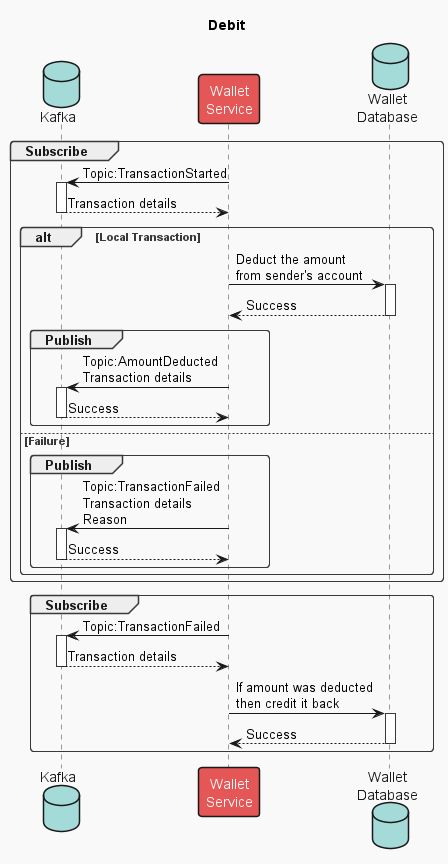 Debit
Kafka
Wallet
Service
Wallet
Database
Subscribe
Topic:TransactionStarted
Transaction details
alt [Local Transaction]
Deduct the amount
from sender's account
Success
Publish
Topic:AmountDeducted
Transaction details
Success
[Failure]
Publish
Topic:TransactionFailed
Transaction details
Reason
Success
Subscribe
Topic:TransactionFailed
Transaction details
If amount was deducted
then credit it back
Success
Kafka
Wallet
Service
Wallet
Database